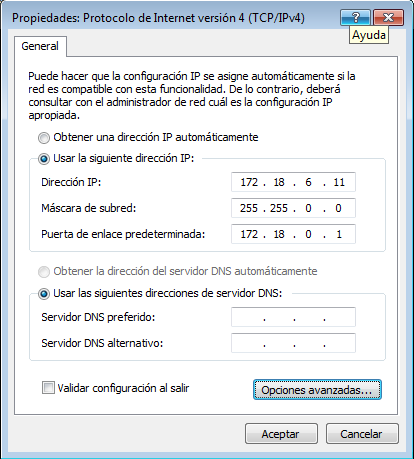 Propiedades: Protocolo de Internet versión 4 (TCP/IPv4)
?
Ayuda
General
Puede hacer que la configuración IP se asigne automáticamente si la
red es compatible con esta funcionalidad. De lo contrario, deberá
consultar con el administrador de red cuál es la configuración IP
apropiada.
Obtener una dirección IP automáticamente
Usar la siguiente dirección IP:
Dirección IP: 172 . 18 . 6 . 11
Máscara de subred: 255 . 255 . 0 . 0
Puerta de enlace predeterminada: 172 . 18 . 0 . 1
Obtener la dirección del servidor DNS automáticamente
Usar las siguientes direcciones de servidor DNS:
Servidor DNS preferido: . . .
Servidor DNS alternativo: . . .
Validar configuración al salir
Opciones avanzadas...
Aceptar
Cancelar